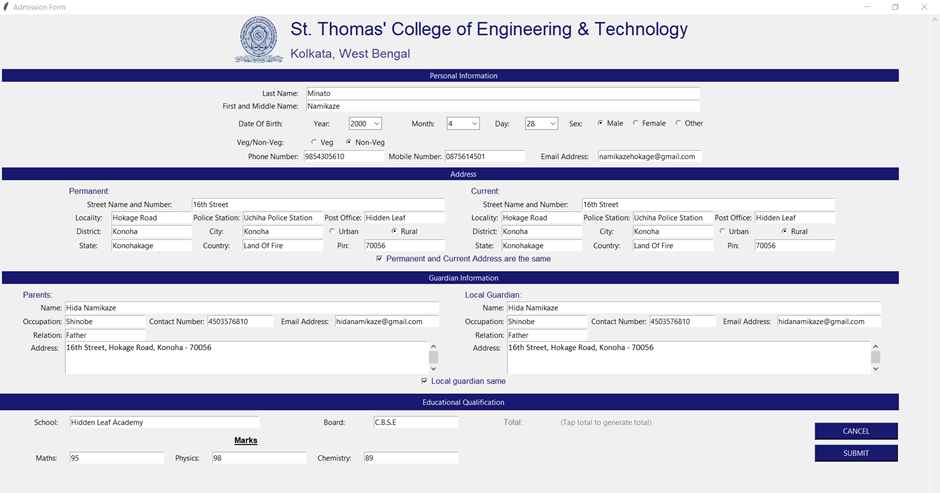 Admission Form
St. Thomas' College of Engineering & Technology
Kolkata, West Bengal
Personal Information
Last Name: Minato
First and Middle Name: Namikaze
Date Of Birth: Year: 2000 Month: 4 Day: 28 Sex: Male Female Other
Veg/Non-Veg: Veg Non-Veg
Phone Number: 9854305610 Mobile Number: 0875614501 Email Address: namikazehokage@gmail.com
Address
Permanent: Current:
Street Name and Number: 16th Street Street Name and Number: 16th Street
Locality: Hokage Road Police Station: Uchiha Police Station Post Office: Hidden Leaf Locality: Hokage Road Police Station: Uchiha Police Station Post Office: Hidden Leaf
District: Konoha City: Konoha Urban Rural District: Konoha City: Konoha Urban Rural
State: Konohakage Country: Land Of Fire Pin: 70056 State: Konohakage Country: Land Of Fire Pin: 70056
Permanent and Current Address are the same
Guardian Information
Parents: Local Guardian:
Name: Hida Namikaze Name: Hida Namikaze
Occupation: Shinobe Contact Number: 4503576810 Email Address: hidanamikaze@gmail.com Occupation: Shinobe Contact Number: 4503576810 Email Address: hidanamikaze@gmail.com
Relation: Father Relation: Father
Address: 16th Street, Hokage Road, Konoha - 70056 Address: 16th Street, Hokage Road, Konoha - 70056
Local guardian same
Educational Qualification
School: Hidden Leaf Academy Board: C.B.S.E Total: (Tap total to generate total)
CANCEL
Marks
SUBMIT
Maths: 95 Physics: 98 Chemistry: 89